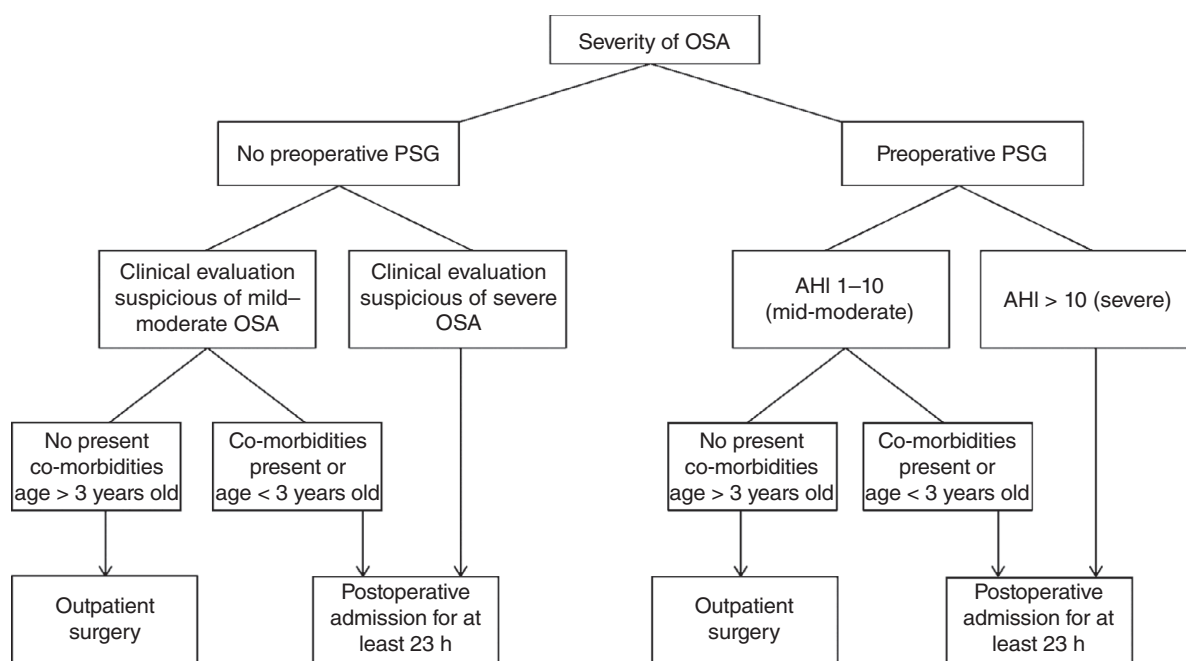 Severity of OSA
No preoperative PSG
Preoperative PSG
Clinical evaluation
suspicious of mild–
moderate OSA
Clinical evaluation
suspicious of severe
OSA
AHI 1–10
(mid-moderate)
AHI > 10 (severe)
No present
co-morbidities
age > 3 years old
Co-morbidities
present or
age < 3 years old
No present
co-morbidities
age > 3 years old
Co-morbidities
present or
age < 3 years old
Outpatient
surgery
Postoperative
admission for at
least 23 h
Outpatient
surgery
Postoperative
admission for at
least 23 h